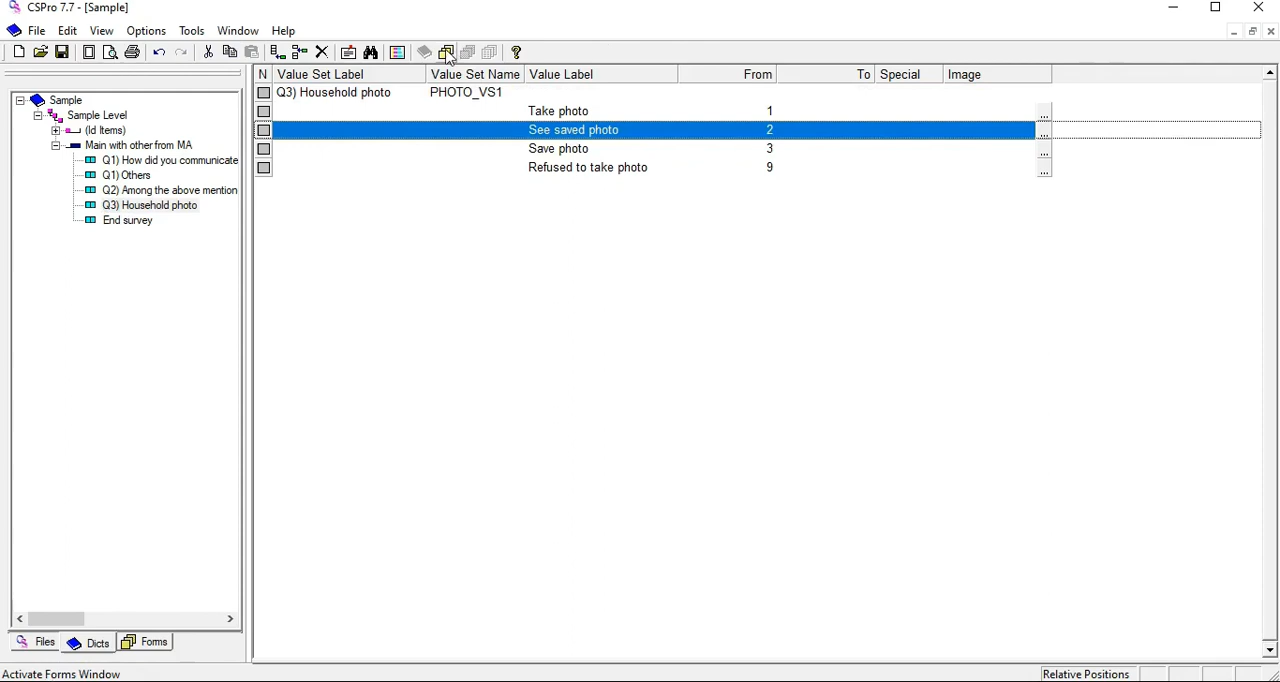 CSPro 7.7 - [Sample]
File Edit View Options Tools Window Help
N Value Set Label Value Set Name Value Label From To Special Image
Q3) Household photo PHOTO_VS1
Take photo 1 ...
See saved photo 2 ...
Save photo 3 ...
Refused to take photo 9 ...
Sample
Sample Level
(Id Items)
Main with other from MA
Q1) How did you communicate
Q1) Others
Q2) Among the above mention
Q3) Household photo
End survey
Files Dicts Forms
Activate Forms Window Relative Positions